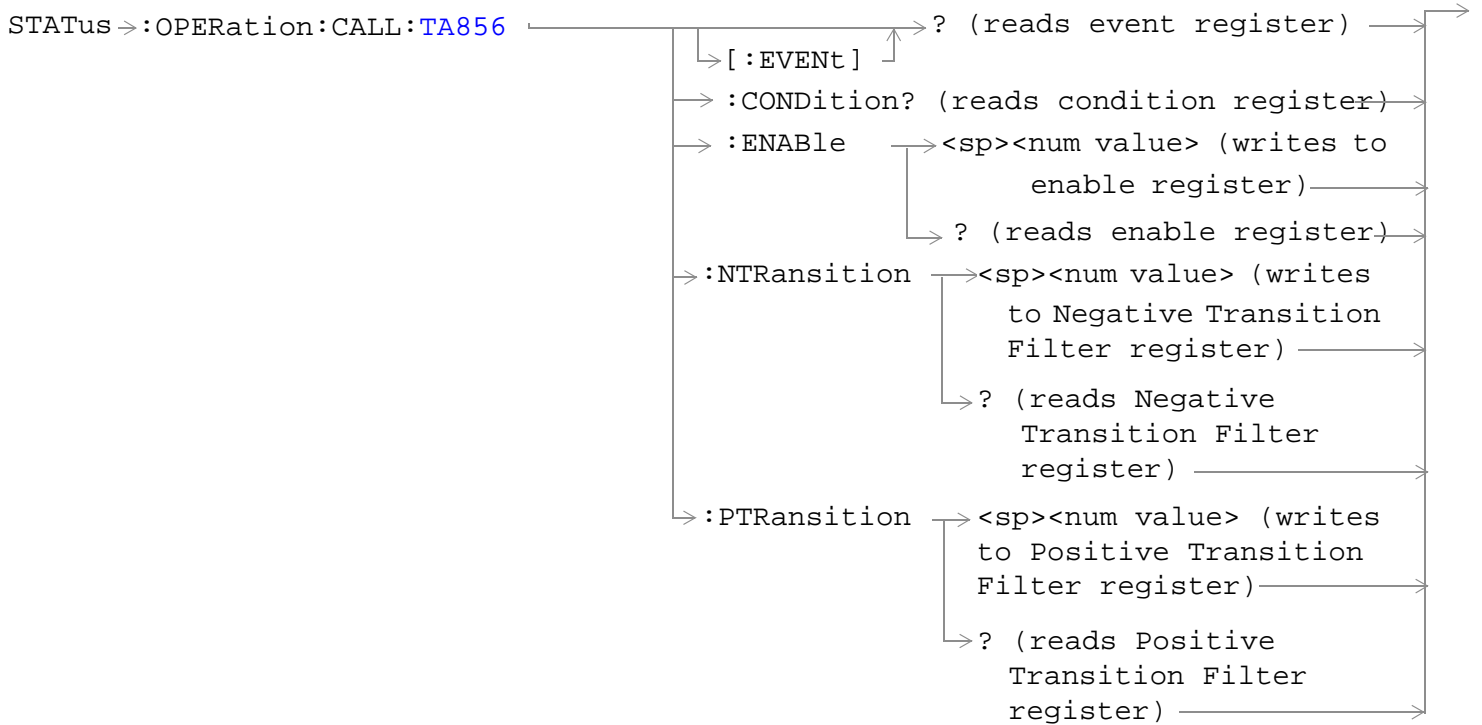 STATus :OPERation:CALL:TA856
? (reads event register)
[:EVENt]
:CONDition? (reads condition register)
:ENABle <sp><num value> (writes to
enable register)
? (reads enable register)
:NTRansition <sp><num value> (writes
to Negative Transition
Filter register)
? (reads Negative
Transition Filter
register)
:PTRansition <sp><num value> (writes
to Positive Transition
Filter register)
? (reads Positive
Transition Filter
register)